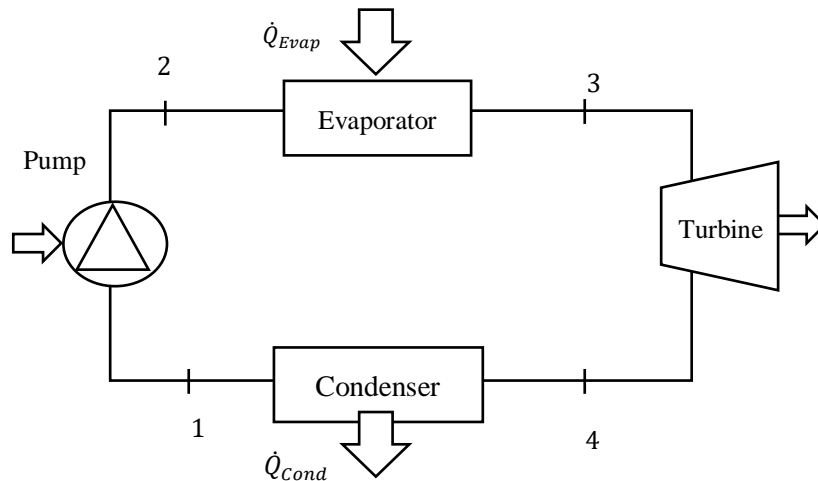 Q̇Evap
2
3
Evaporator
Pump
Turbine
Condenser
1
4
Q̇Cond